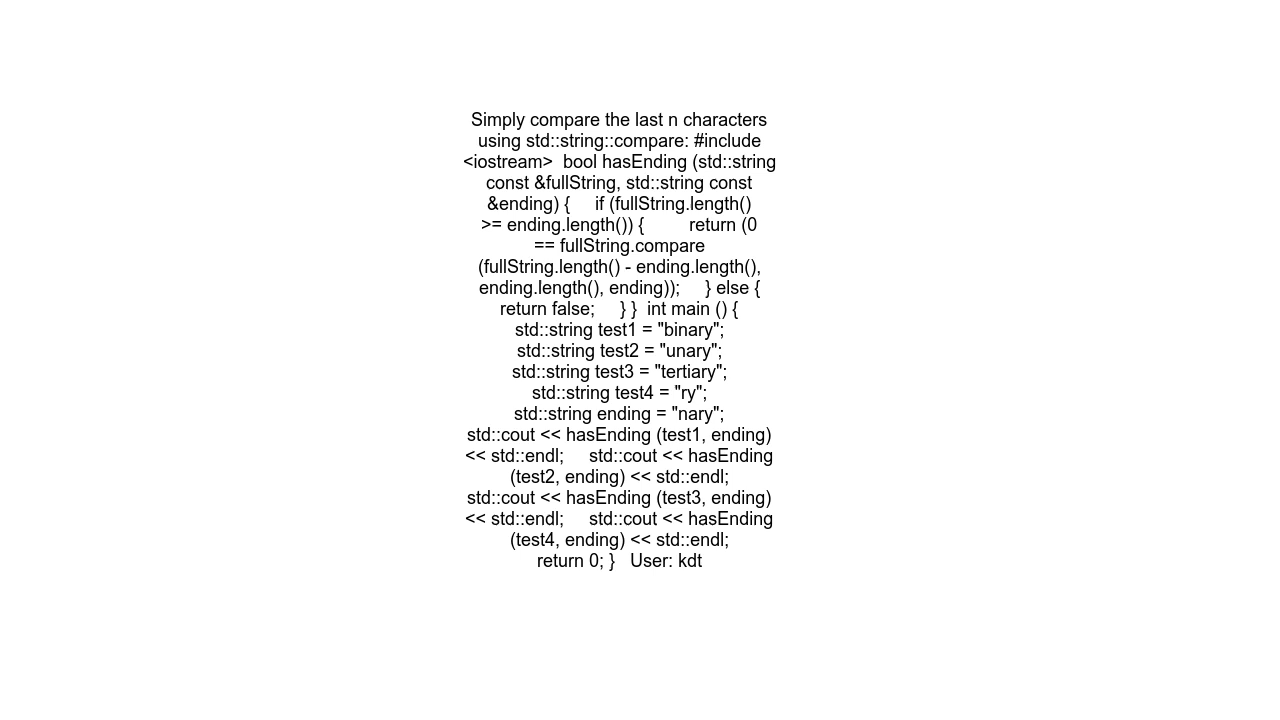 Simply compare the last n characters
using std::string::compare: #include
<iostream>  bool hasEnding (std::string
const &fullString, std::string const
&ending) {     if (fullString.length()
>= ending.length()) {         return (0
== fullString.compare
(fullString.length() - ending.length(),
ending.length(), ending));     } else {
return false;     } }  int main () {
std::string test1 = "binary";
std::string test2 = "unary";
std::string test3 = "tertiary";
std::string test4 = "ry";
std::string ending = "nary";
std::cout << hasEnding (test1, ending)
<< std::endl;     std::cout << hasEnding
(test2, ending) << std::endl;
std::cout << hasEnding (test3, ending)
<< std::endl;     std::cout << hasEnding
(test4, ending) << std::endl;
return 0; }   User: kdt